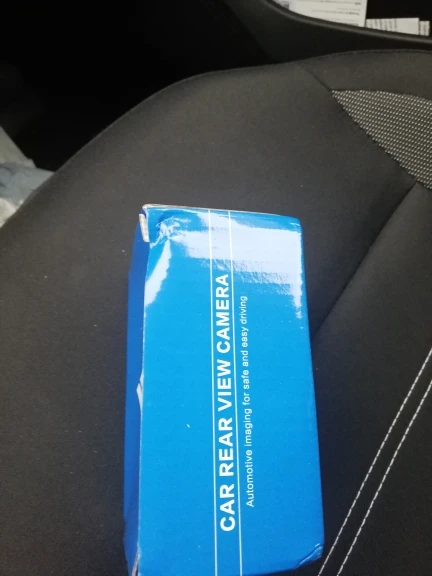 CAR REAR VIEW CAMERA
Automotive imaging for safe and easy driving